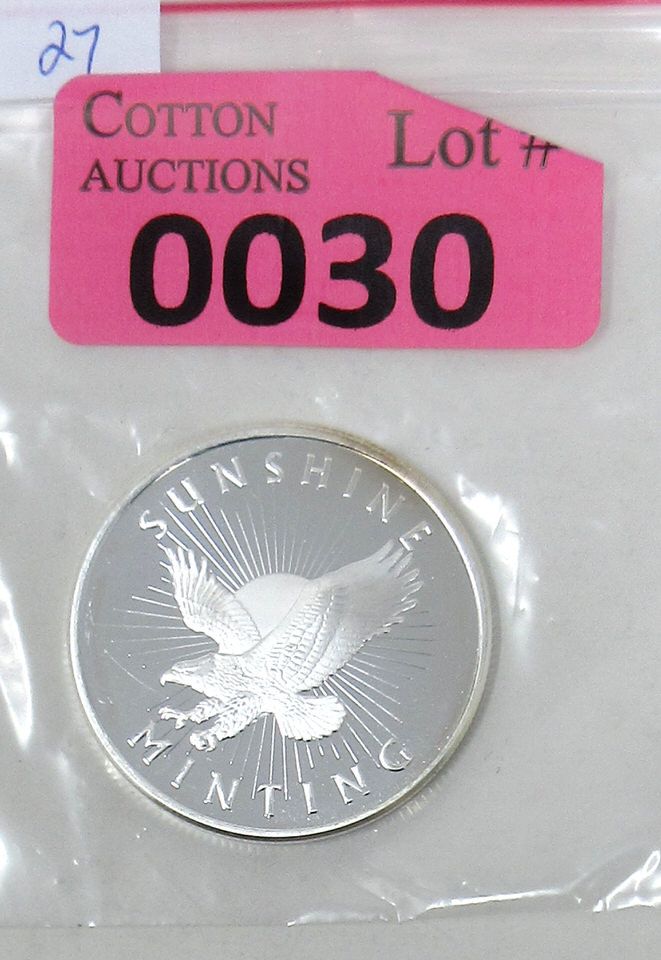 27
COTTON
AUCTIONS
Lot #
0030
SUNSHINE
MINTING